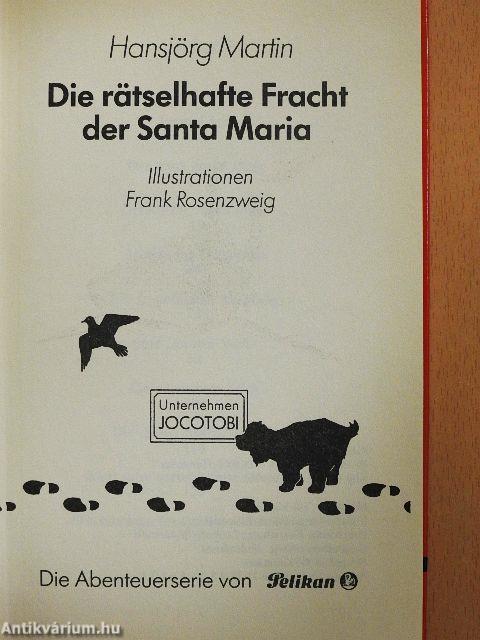 Hansjörg Martin
Die rätselhafte Fracht
der Santa Maria
Illustrationen
Frank Rosenzweig
Unternehmen
JOCOTOBI
Die Abenteuerserie von Pelikan
Antikvárium.hu